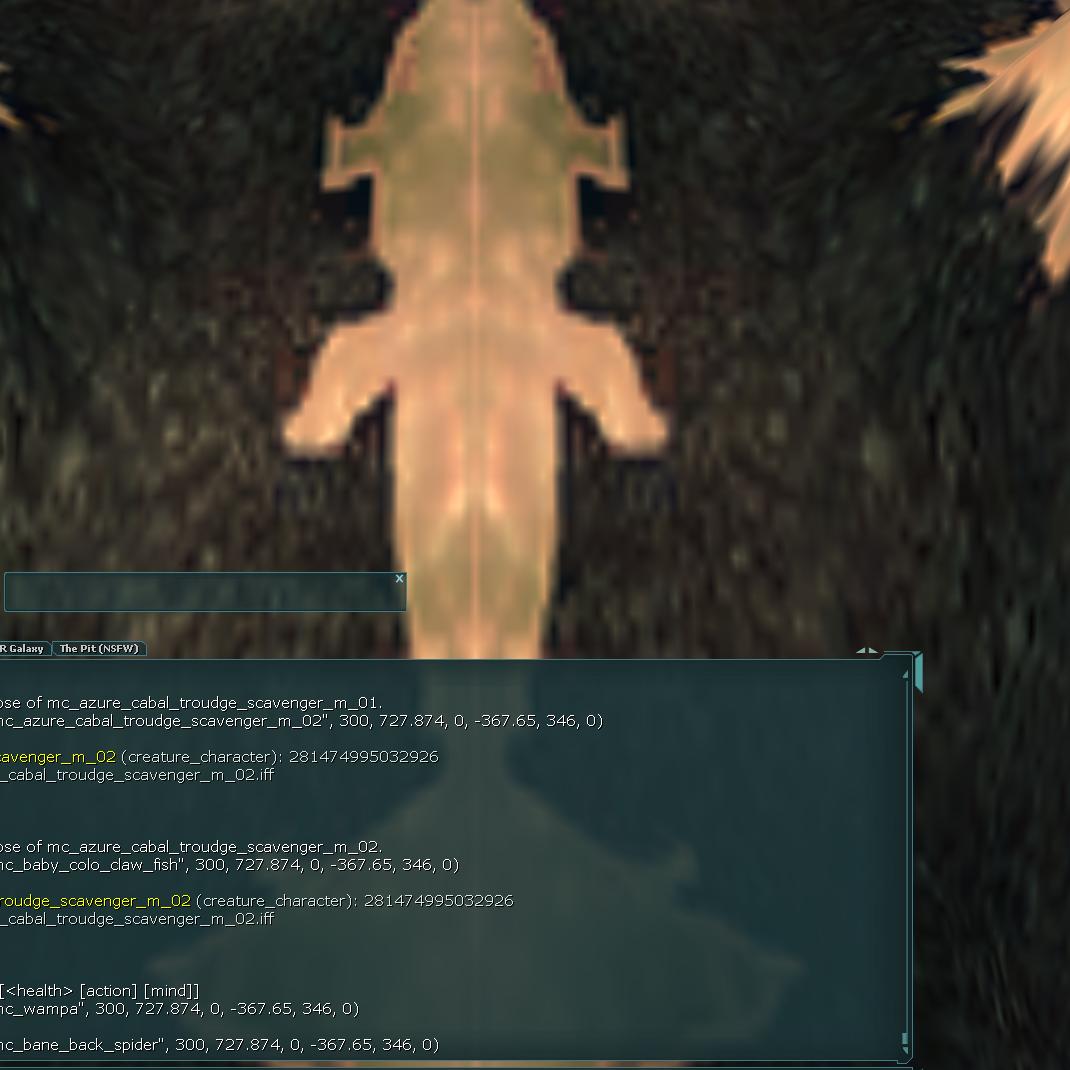 x
R Galaxy The Pit (NSFW)
ose of mc_azure_cabal_troudge_scavenger_m_01.
nc_azure_cabal_troudge_scavenger_m_02", 300, 727.874, 0, -367.65, 346, 0)
cavenger_m_02 (creature_character): 281474995032926
_cabal_troudge_scavenger_m_02.iff
ose of mc_azure_cabal_troudge_scavenger_m_02.
nc_baby_colo_claw_fish", 300, 727.874, 0, -367.65, 346, 0)
roudge_scavenger_m_02 (creature_character): 281474995032926
_cabal_troudge_scavenger_m_02.iff
[<health> [action] [mind]]
nc_wampa", 300, 727.874, 0, -367.65, 346, 0)
nc_bane_back_spider", 300, 727.874, 0, -367.65, 346, 0)